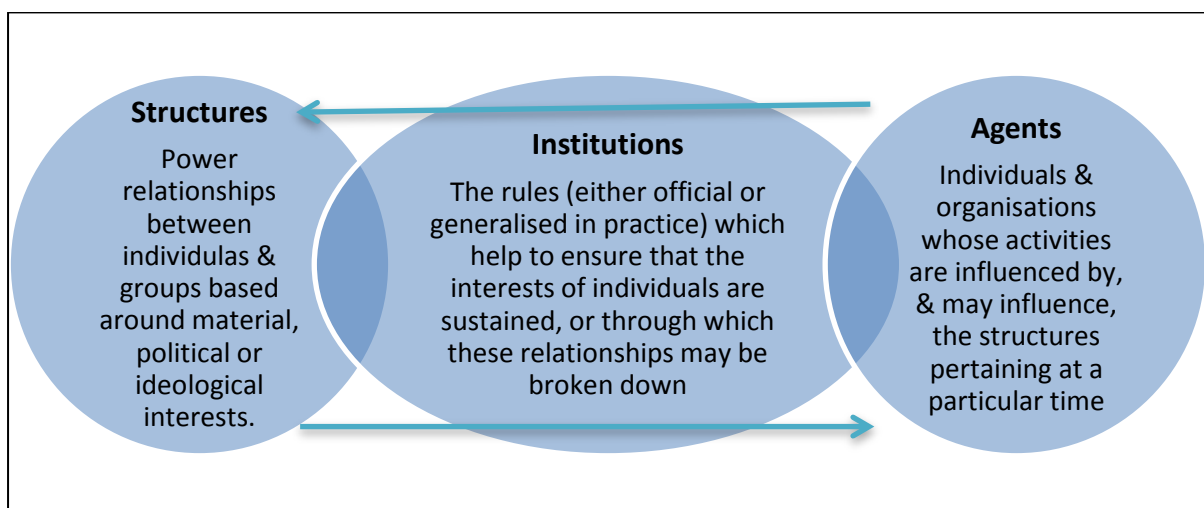 Structures
Power
relationships
between
individulas &
groups based
around material,
political or
ideological
interests.
Institutions
The rules (either official or
generalised in practice) which
help to ensure that the
interests of individuals are
sustained, or through which
these relationships may be
broken down
Agents
Individuals &
organisations
whose activities
are influenced by,
& may influence,
the structures
pertaining at a
particular time